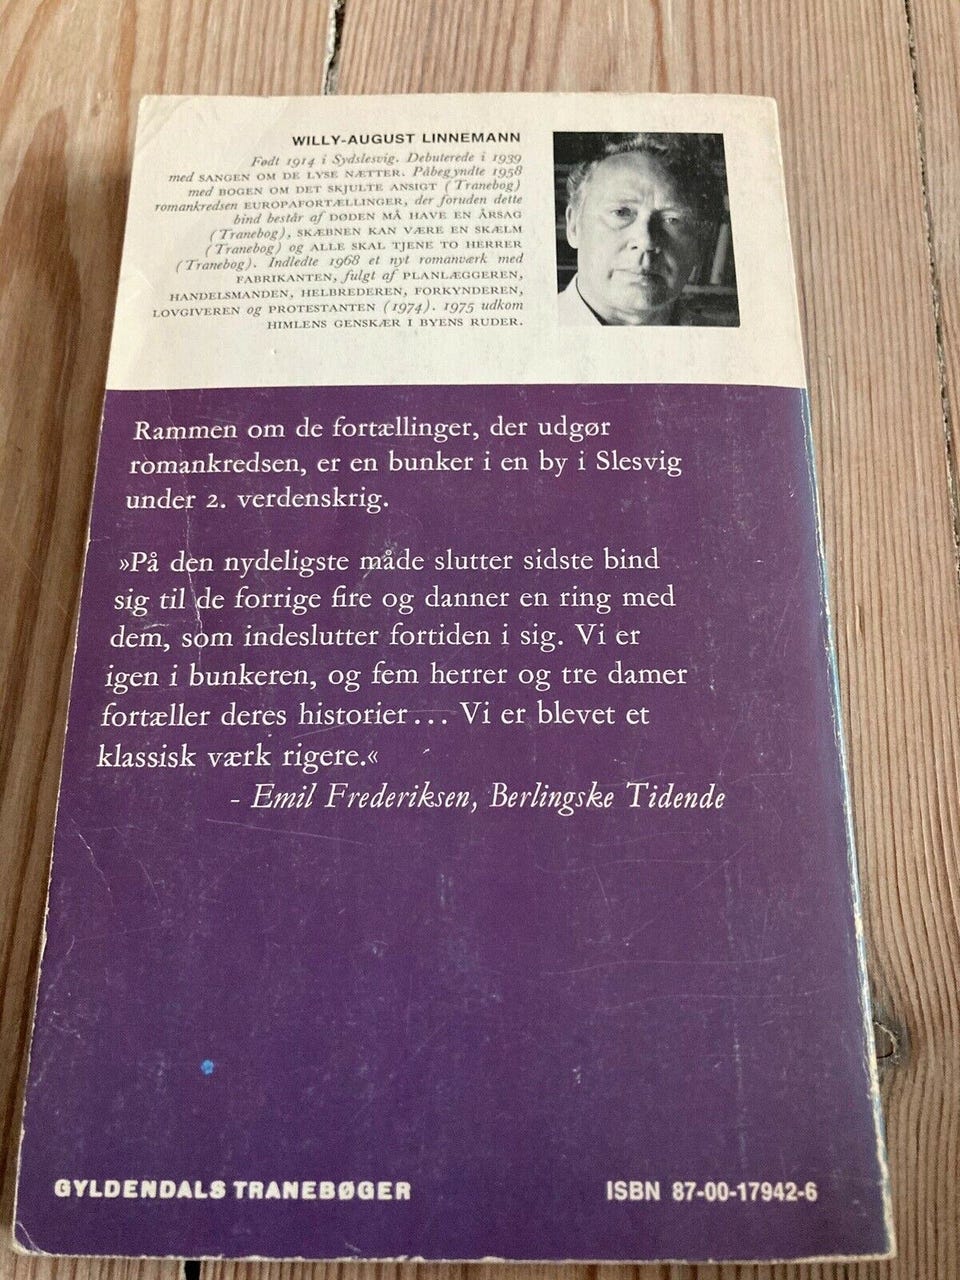 WILLY-AUGUST LINNEMANN
Født 1914 i Sydslesvig. Debuterede i 1939
med SANGEN OM DE LYSE NÆTTER. Påbegyndte 1958
med BOGEN OM DET SKJULTE ANSIGT (Tranebog)
romankredsen EUROPAFORTÆLLINGER, der foruden dette
bind består af DØDEN MÅ HAVE EN ÅRSAG
(Tranebog), SKÆBNEN KAN VÆRE EN SKÆLM
(Tranebog) og ALLE SKAL TJENE TO HERRER
(Tranebog). Indledte 1968 et nyt romanværk med
FABRIKANTEN, fulgt af PLANLÆGGEREN,
HANDELSMANDEN, HELBREDEREN, FORKYNDEREN,
LOVGIVEREN og PROTESTANTEN (1974). 1975 udkom
HIMLENS GENSKÆR I BYENS RUDER.
Rammen om de fortællinger, der udgør
romankredsen, er en bunker i en by i Slesvig
under 2. verdenskrig.
»På den nydeligste måde slutter sidste bind
sig til de forrige fire og danner en ring med
dem, som indeslutter fortiden i sig. Vi er
igen i bunkeren, og fem herrer og tre damer
fortæller deres historier... Vi er blevet et
klassisk værk rigere.«
- Emil Frederiksen, Berlingske Tidende
GYLDENDALS TRANEBØGER
ISBN 87-00-17942-6